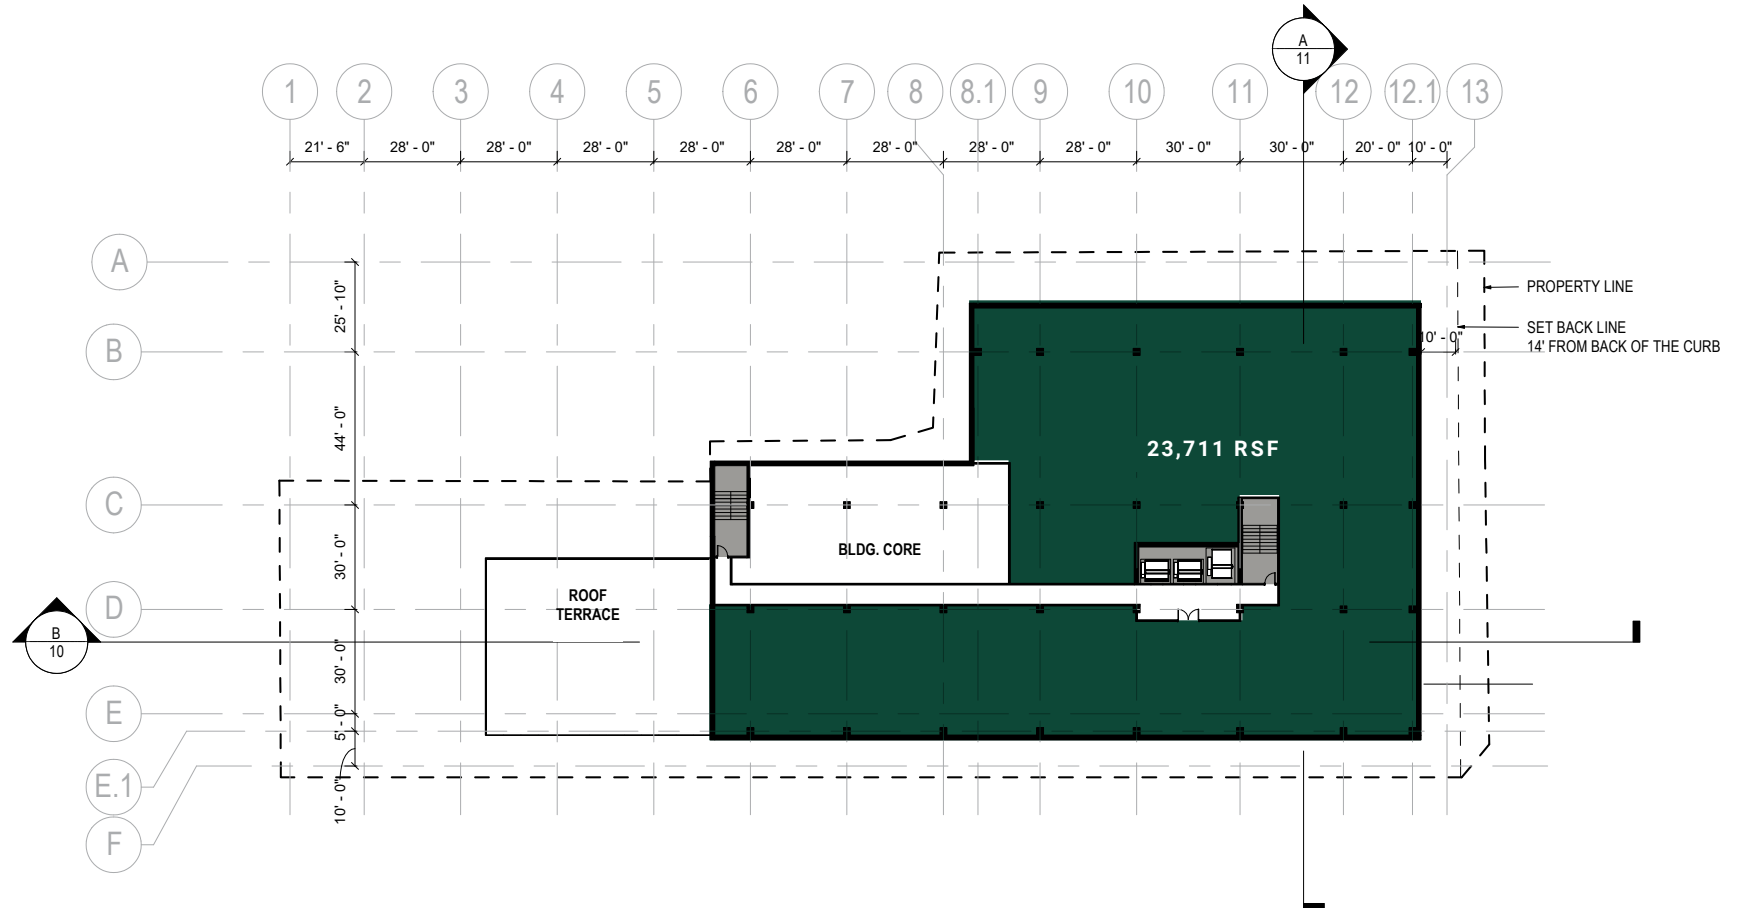 A
11
1
2
3
4
5
6
7
8
8.1
9
10
11
12
12.1
13
21' - 6"
28' - 0"
28' - 0"
28' - 0"
28' - 0"
28' - 0"
28' - 0"
28' - 0"
28' - 0"
30' - 0"
30' - 0"
20' - 0"
10' - 0"
A
25' - 10"
PROPERTY LINE
SET BACK LINE
14' FROM BACK OF THE CURB
10' - 0"
B
44' - 0"
23,711 RSF
C
30' - 0"
BLDG. CORE
ROOF
TERRACE
D
B
10
30' - 0"
E
5' - 0"
E.1
10' - 0"
F